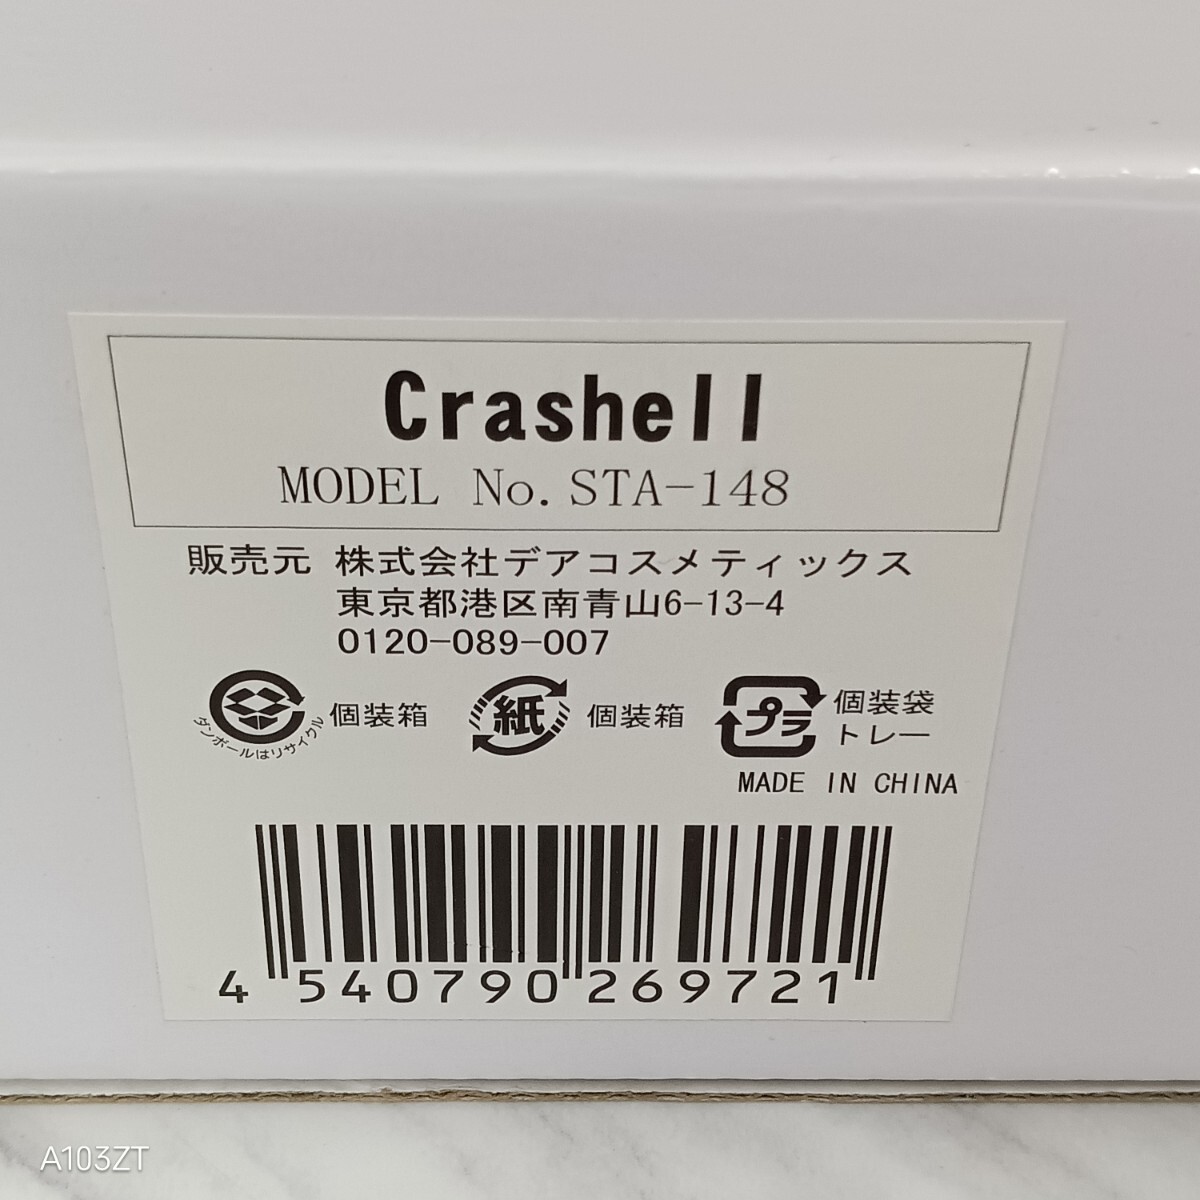 Crashell
MODEL No. STA-148
販売元 株式会社デアコスメティックス
東京都港区南青山6-13-4
0120-089-007
ダンボールはリサイクル 個装箱 紙 個装箱 プラ 個装袋
トレー
MADE IN CHINA
4 540790 269721
A103ZT